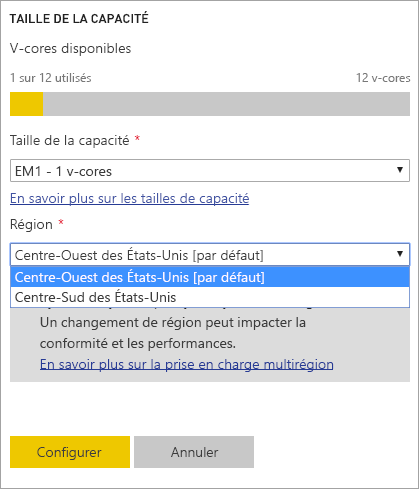 TAILLE DE LA CAPACITÉ
V-cores disponibles
1 sur 12 utilisés 12 v-cores
Taille de la capacité *
EM1 - 1 v-cores
En savoir plus sur les tailles de capacité
Région *
Centre-Ouest des États-Unis [par défaut]
Centre-Ouest des États-Unis [par défaut]
Centre-Sud des États-Unis
Un changement de région peut impacter la
conformité et les performances.
En savoir plus sur la prise en charge multirégion
Configurer Annuler